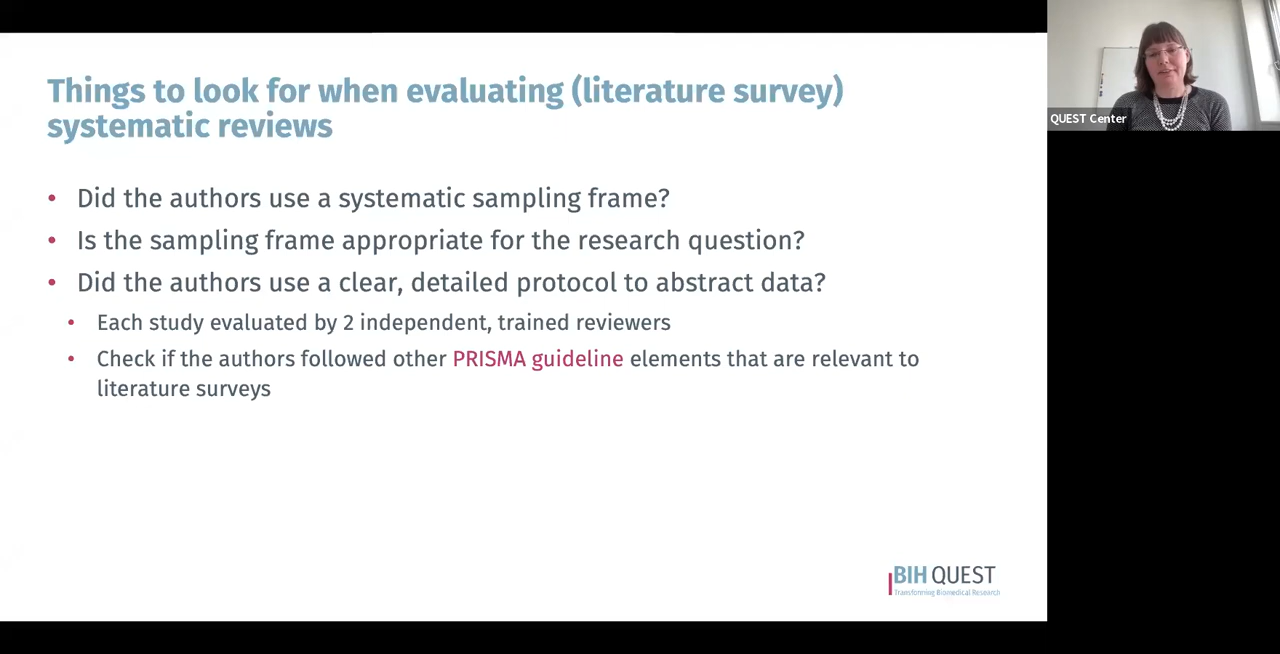 Things to look for when evaluating (literature survey)
systematic reviews
• Did the authors use a systematic sampling frame?
• Is the sampling frame appropriate for the research question?
• Did the authors use a clear, detailed protocol to abstract data?
• Each study evaluated by 2 independent, trained reviewers
• Check if the authors followed other PRISMA guideline elements that are relevant to
literature surveys
BIH QUEST
Transforming Biomedical Research
QUEST Center